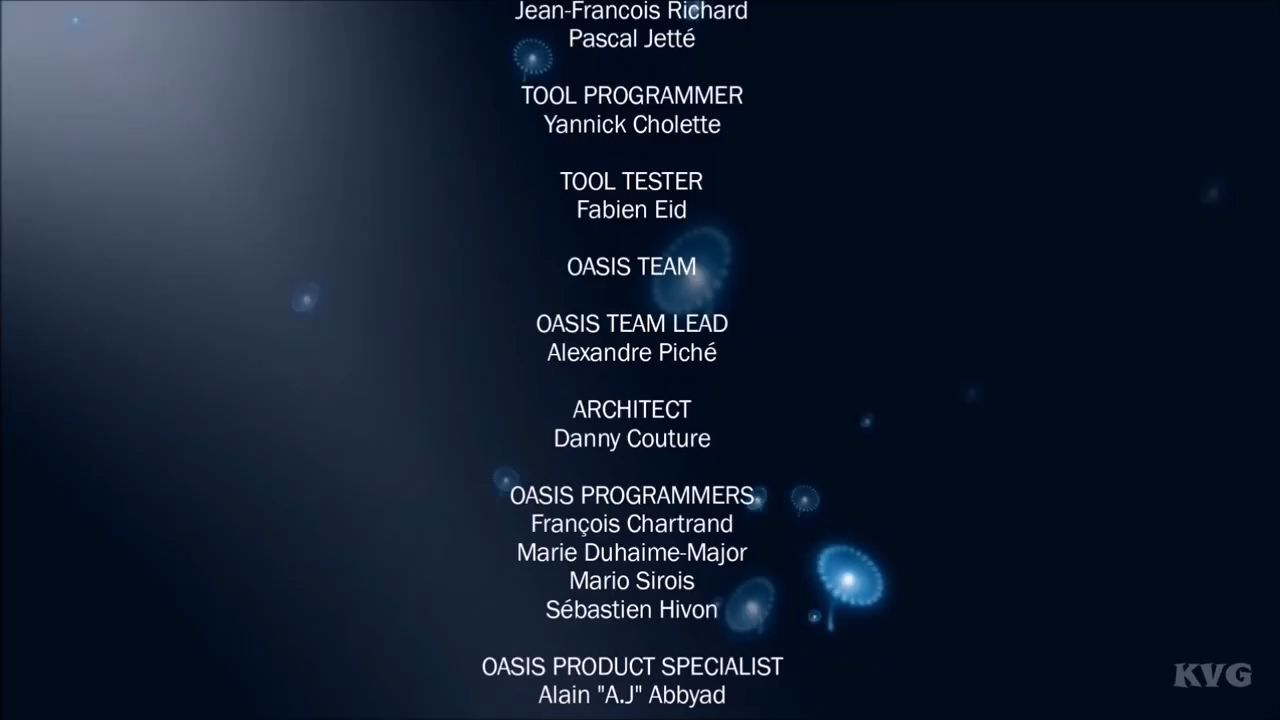 Jean-Francois Richard
Pascal Jetté
TOOL PROGRAMMER
Yannick Cholette
TOOL TESTER
Fabien Eid
OASIS TEAM
OASIS TEAM LEAD
Alexandre Piché
ARCHITECT
Danny Couture
OASIS PROGRAMMERS
François Chartrand
Marie Duhaime-Major
Mario Sirois
Sébastien Hivon
OASIS PRODUCT SPECIALIST
Alain "A.J" Abbyad
KVG